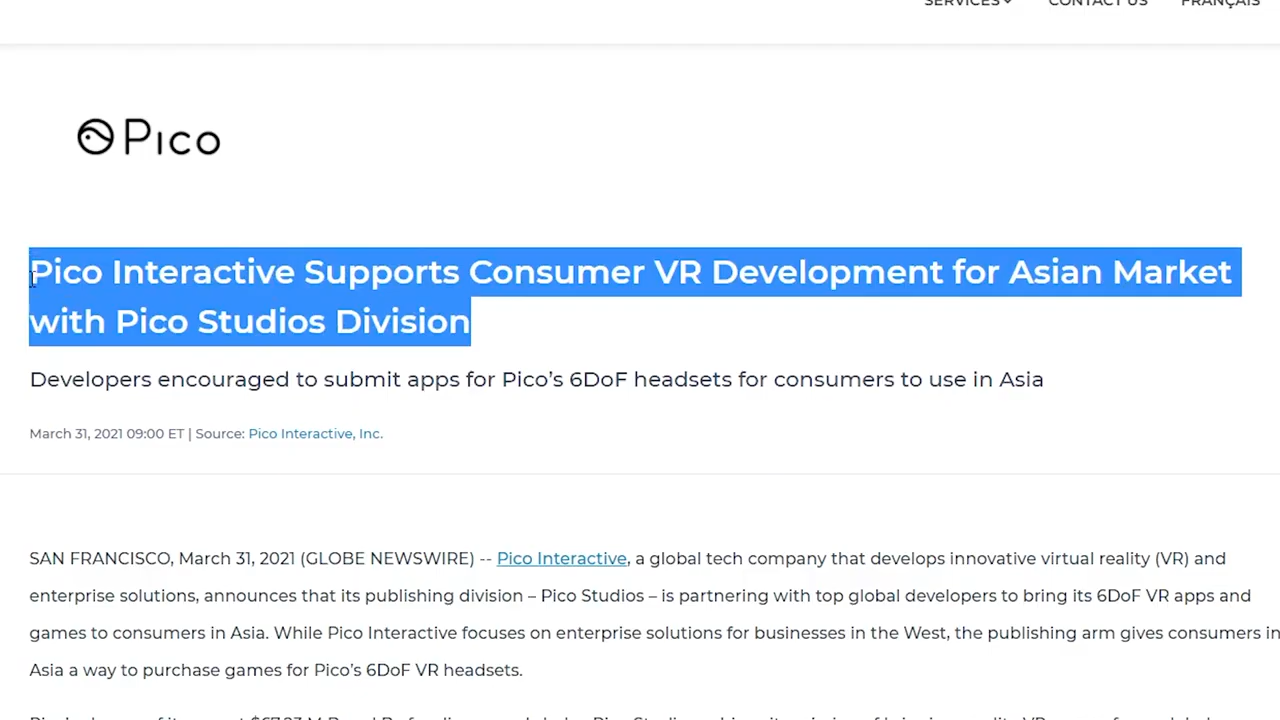 SERVICES CONTACT US FRANÇAIS
Pico
Pico Interactive Supports Consumer VR Development for Asian Market
with Pico Studios Division
Developers encouraged to submit apps for Pico’s 6DoF headsets for consumers to use in Asia
March 31, 2021 09:00 ET | Source: Pico Interactive, Inc.
SAN FRANCISCO, March 31, 2021 (GLOBE NEWSWIRE) -- Pico Interactive, a global tech company that develops innovative virtual reality (VR) and
enterprise solutions, announces that its publishing division – Pico Studios – is partnering with top global developers to bring its 6DoF VR apps and
games to consumers in Asia. While Pico Interactive focuses on enterprise solutions for businesses in the West, the publishing arm gives consumers in
Asia a way to purchase games for Pico’s 6DoF VR headsets.